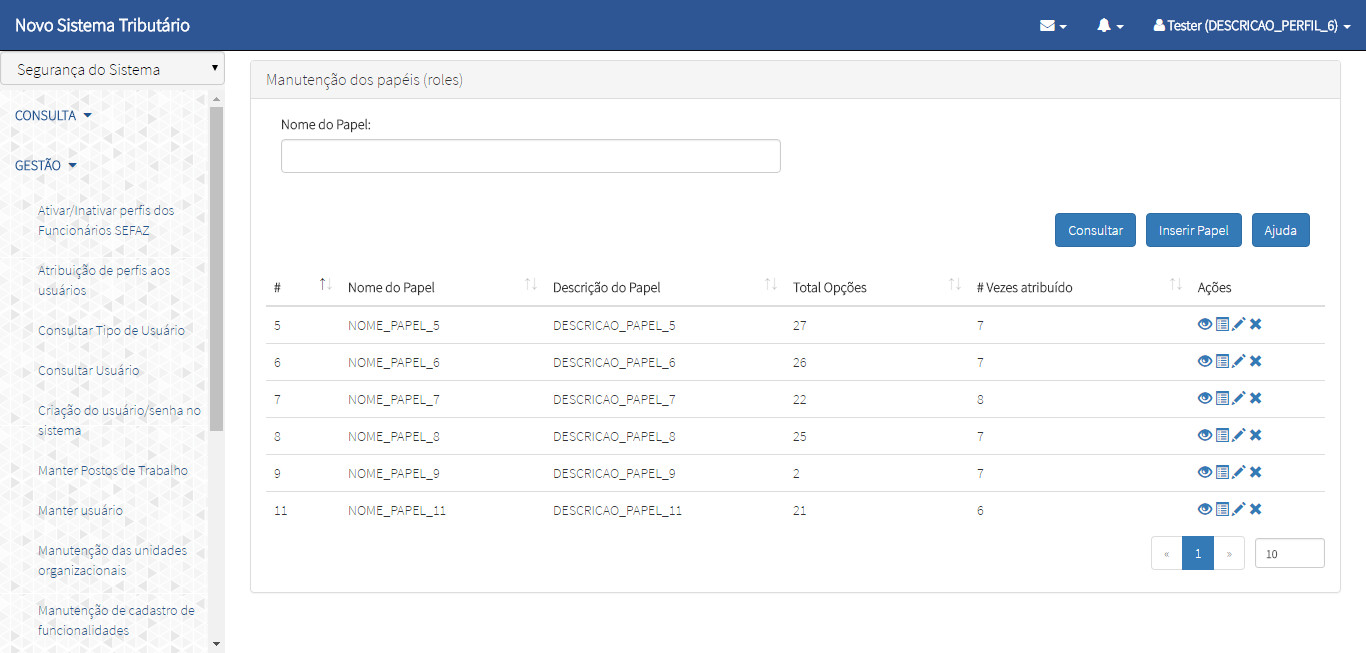 Novo Sistema Tributário
Tester (DESCRICAO_PERFIL_6)
Segurança do Sistema
CONSULTA
GESTÃO
Ativar/Inativar perfis dos
Funcionários SEFAZ
Atribuição de perfis aos
usuários
Consultar Tipo de Usuário
Consultar Usuário
Criação do usuário/senha no
sistema
Manter Postos de Trabalho
Manter usuário
Manutenção das unidades
organizacionais
Manutenção de cadastro de
funcionalidades
Manutenção dos papéis (roles)
Nome do Papel:
Consultar Inserir Papel Ajuda
# Nome do Papel Descrição do Papel Total Opções # Vezes atribuído Ações
5 NOME_PAPEL_5 DESCRICAO_PAPEL_5 27 7
6 NOME_PAPEL_6 DESCRICAO_PAPEL_6 26 7
7 NOME_PAPEL_7 DESCRICAO_PAPEL_7 22 8
8 NOME_PAPEL_8 DESCRICAO_PAPEL_8 25 7
9 NOME_PAPEL_9 DESCRICAO_PAPEL_9 2 7
11 NOME_PAPEL_11 DESCRICAO_PAPEL_11 21 6
« 1 » 10